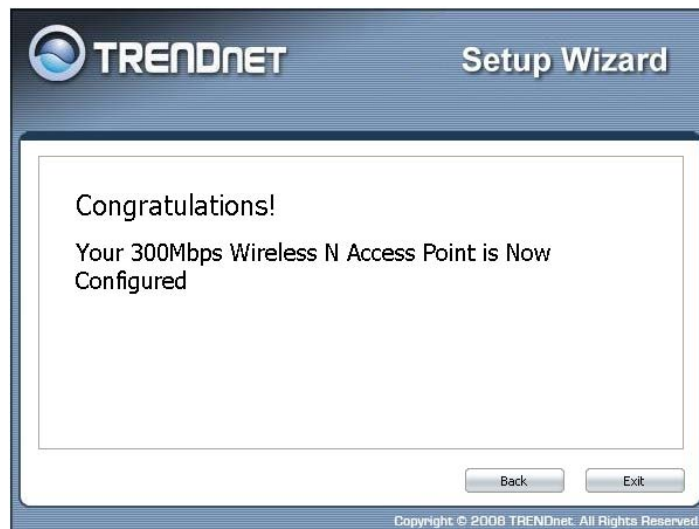 TRENDNET
Setup Wizard
Congratulations!
Your 300Mbps Wireless N Access Point is Now
Configured
Back
Exit
Copyright © 2008 TRENDnet. All Rights Reserved